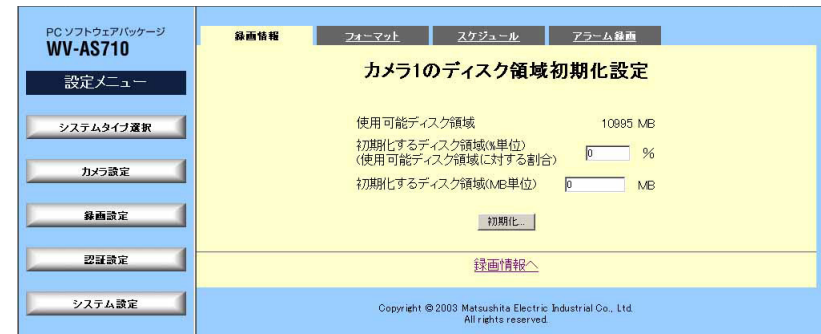 PCソフトウェアパッケージ
WV-AS710
設定メニュー
システムタイプ選択
カメラ設定
録画設定
認証設定
システム設定
録画情報 フォーマット スケジュール アラーム録画
カメラ1のディスク領域初期化設定
使用可能ディスク領域 10995 MB
初期化するディスク領域(%単位)
(使用可能ディスク領域に対する割合) 0 %
初期化するディスク領域(MB単位) 0 MB
初期化...
録画情報へ
Copyright © 2003 Matsushita Electric Industrial Co., Ltd.
All rights reserved.